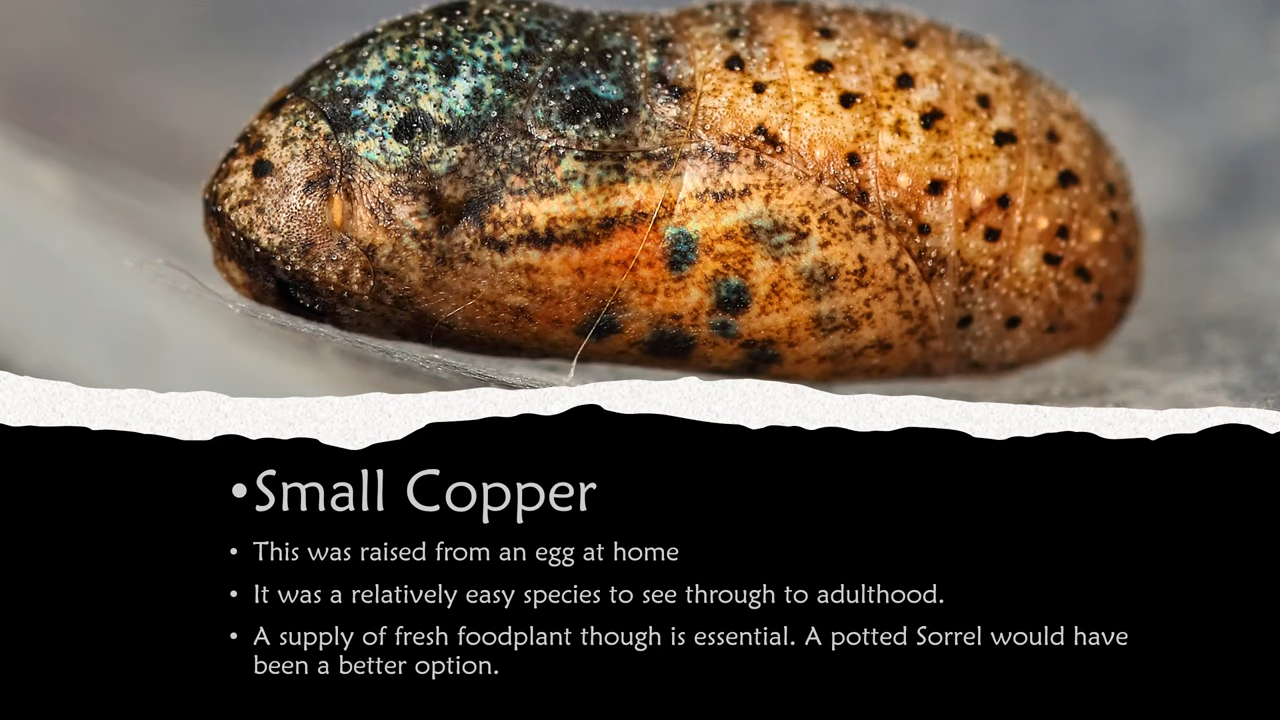 •Small Copper
• This was raised from an egg at home
• It was a relatively easy species to see through to adulthood.
• A supply of fresh foodplant though is essential. A potted Sorrel would have
been a better option.